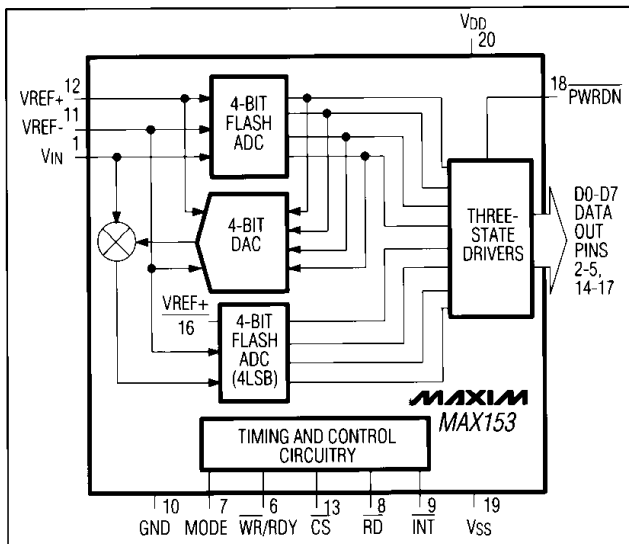 VDD
20
12
VREF+
11
VREF-
1
VIN
4-BIT
FLASH
ADC
18 PWRDN
4-BIT
DAC
THREE-
STATE
DRIVERS
D0-D7
DATA
OUT
PINS
2-5,
14-17
VREF+
16
4-BIT
FLASH
ADC
(4LSB)
MAXIM
MAX153
TIMING AND CONTROL
CIRCUITRY
10 7 6 13 8 9 19
GND MODE WR/RDY CS RD INT VSS